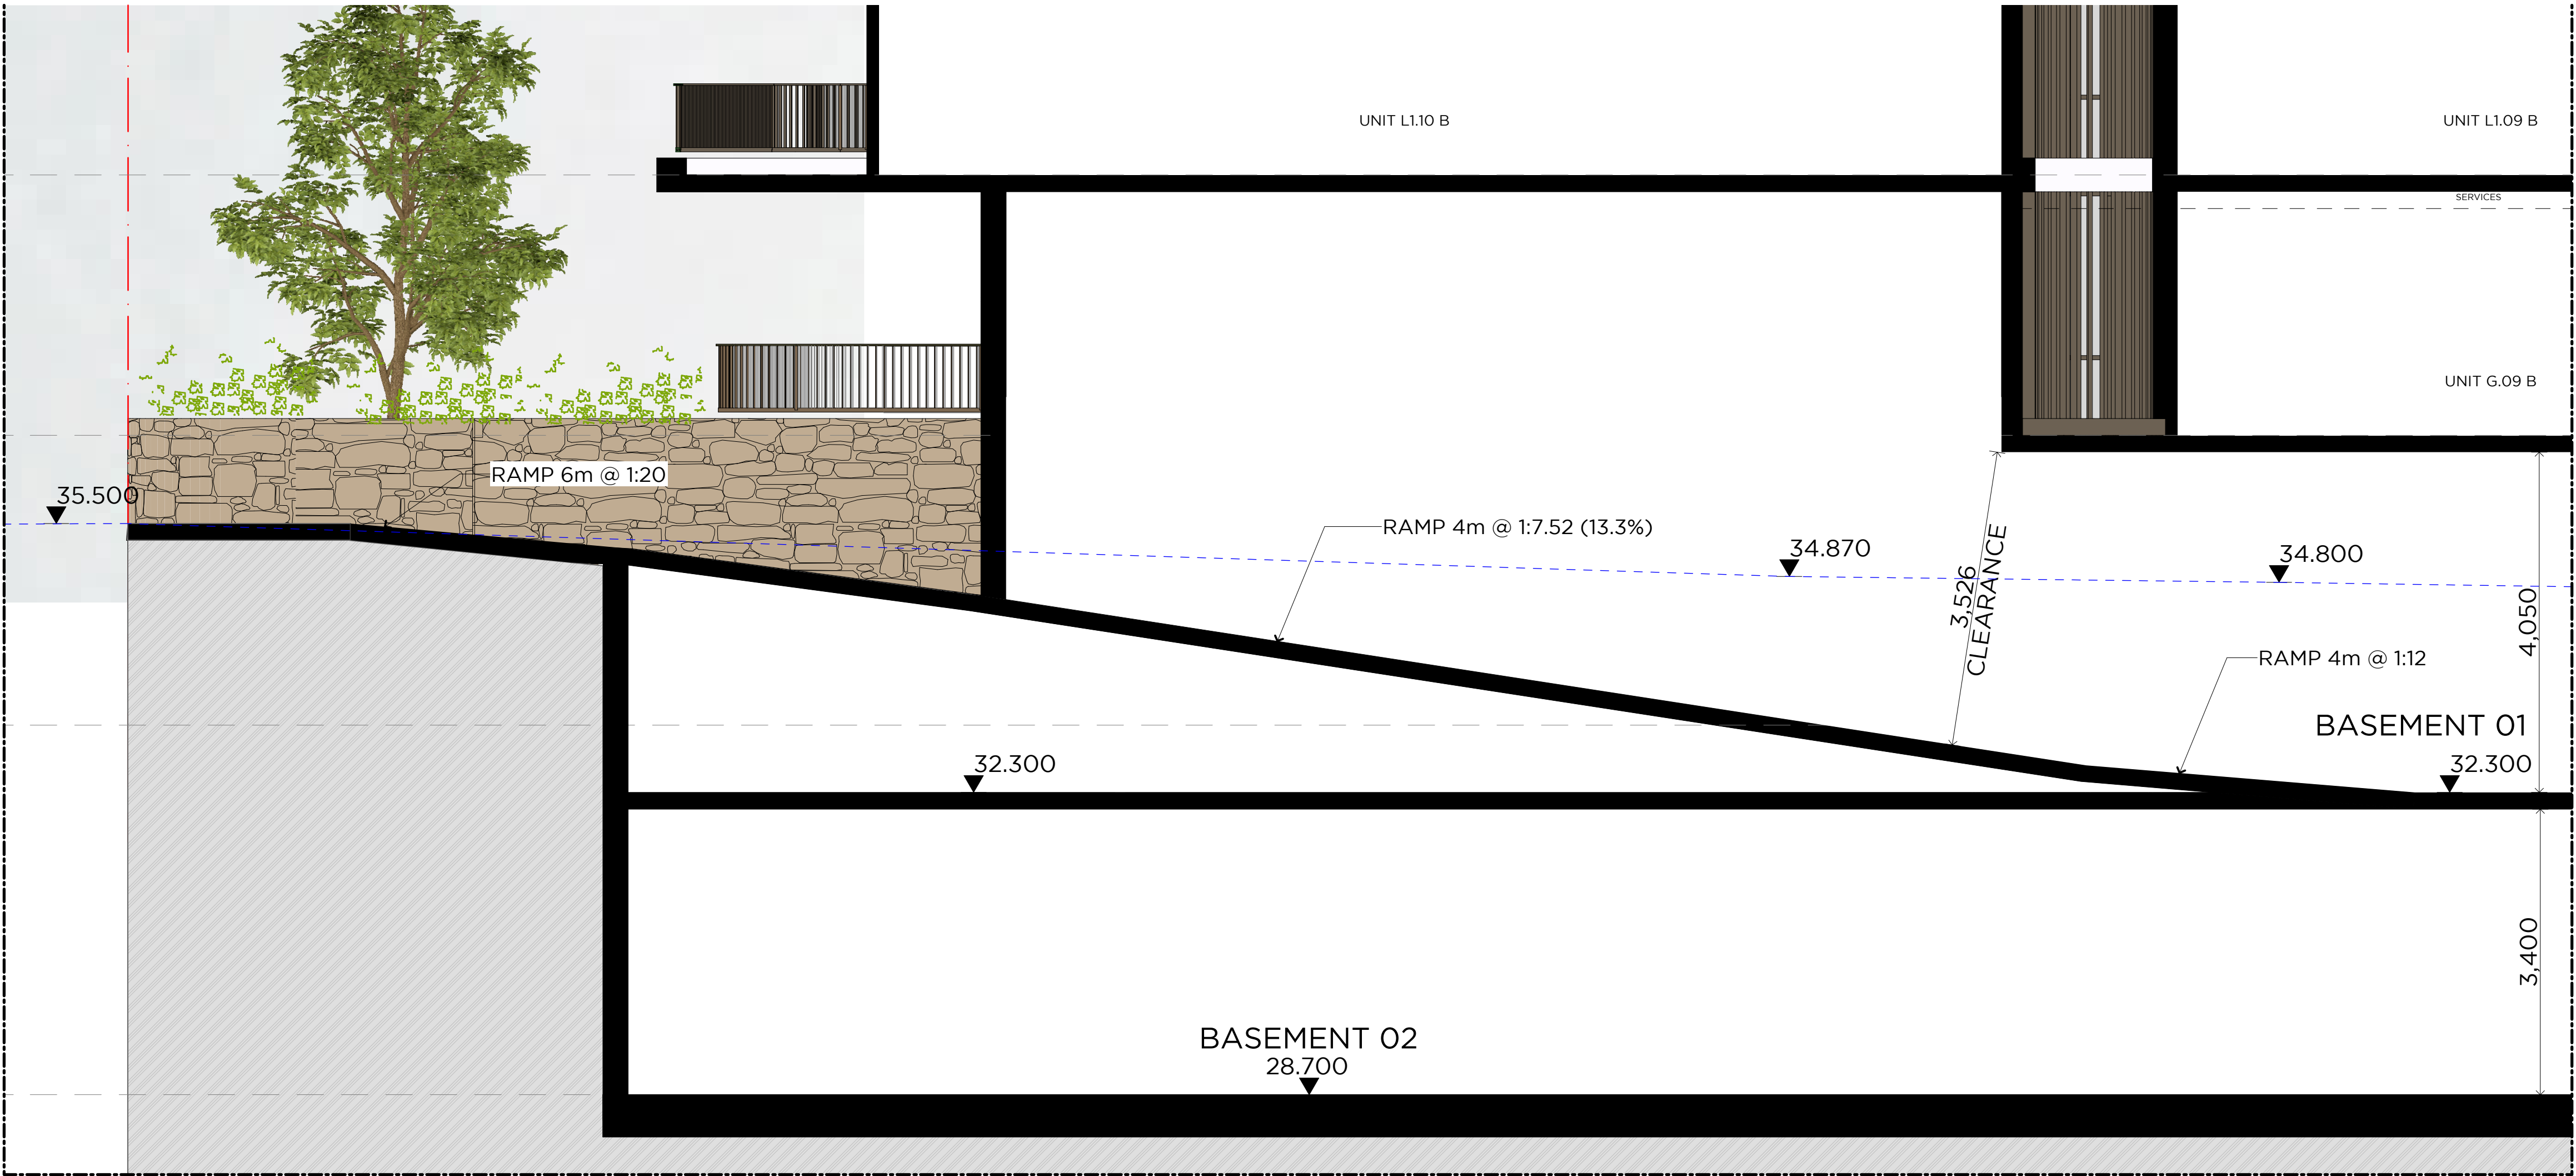 UNIT L1.10 B
UNIT L1.09 B
SERVICES
UNIT G.09 B
RAMP 6m @ 1:20
35.500
RAMP 4m @ 1:7.52 (13.3%)
34.870
34.800
3,526
CLEARANCE
4,050
RAMP 4m @ 1:12
BASEMENT 01
32.300
32.300
3,400
BASEMENT 02
28.700